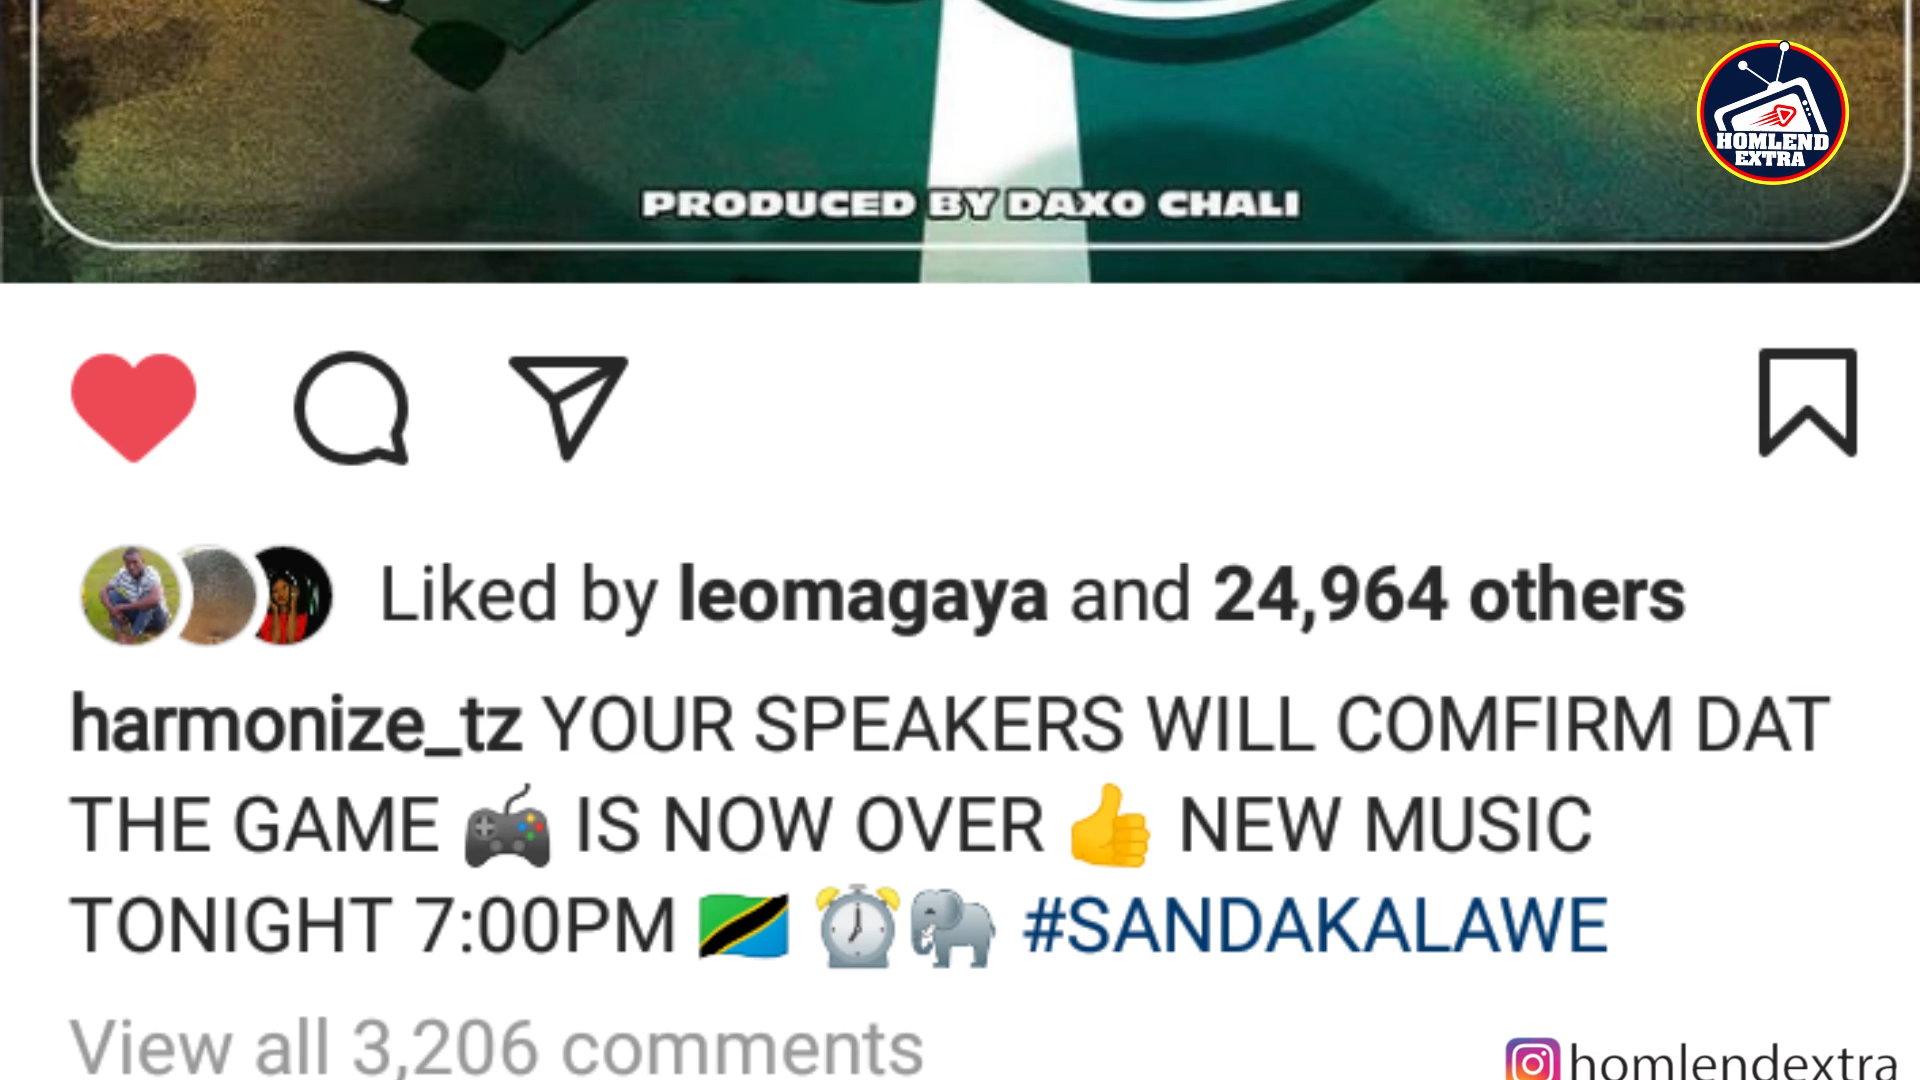 HOMLEND
EXTRA
PRODUCED BY DAXO CHALI
Liked by leomagaya and 24,964 others
harmonize_tz YOUR SPEAKERS WILL COMFIRM DAT
THE GAME 🎮 IS NOW OVER 👍 NEW MUSIC
TONIGHT 7:00PM 🇹🇿 ⏰🐘 #SANDAKALAWE
View all 3,206 comments
homlendextra